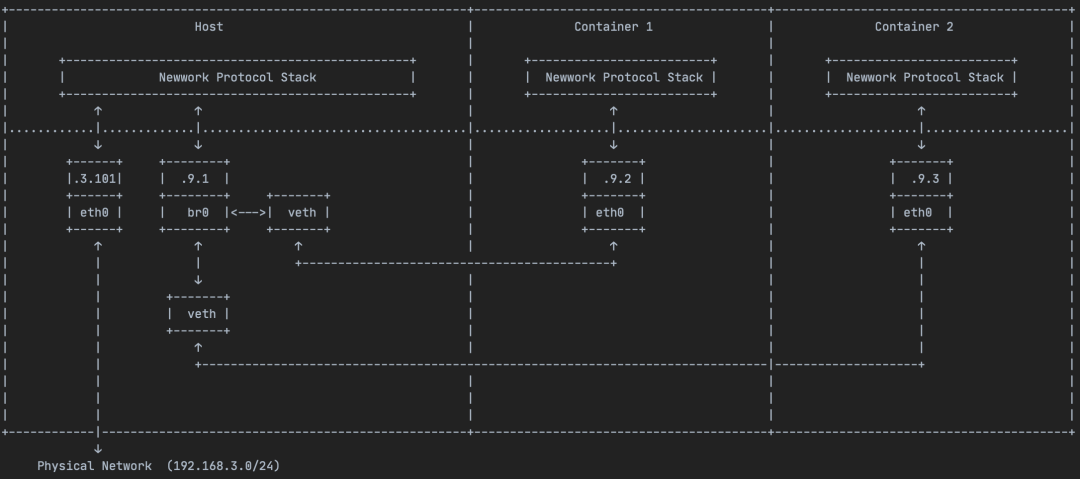 Host Container 1 Container 2
Newwork Protocol Stack Newwork Protocol Stack Newwork Protocol Stack
.3.101 .9.1 .9.2 .9.3
eth0 br0 veth eth0 eth0
veth
Physical Network (192.168.3.0/24)